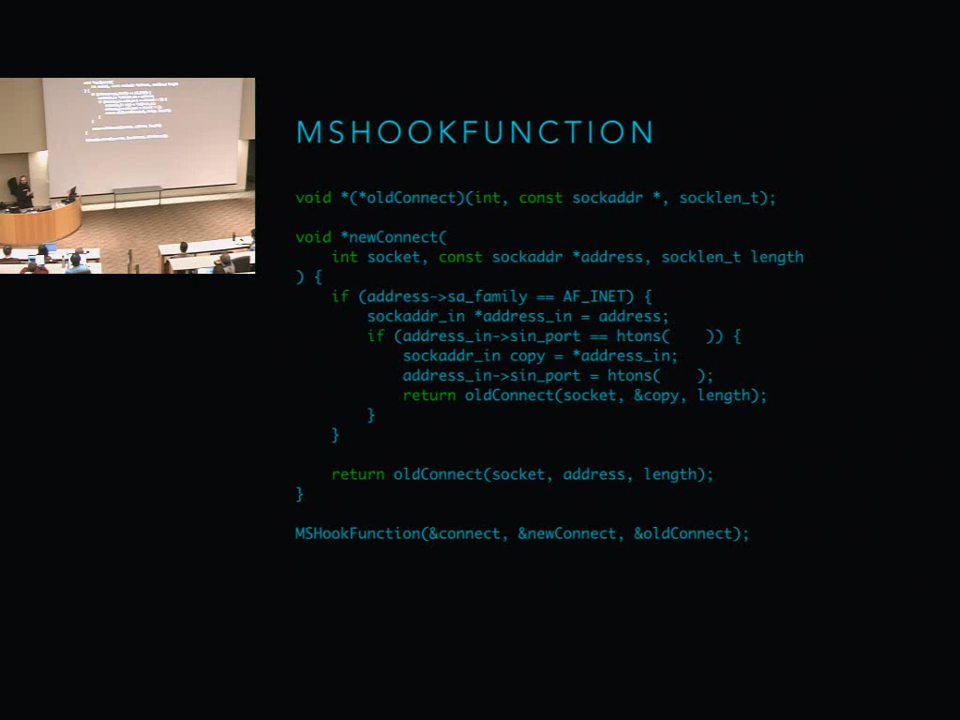 MSHOOKFUNCTION
void *(*oldConnect)(int, const sockaddr *, socklen_t);
void *newConnect(
    int socket, const sockaddr *address, socklen_t length
) {
    if (address->sa_family == AF_INET) {
        sockaddr_in *address_in = address;
        if (address_in->sin_port == htons(    )) {
            sockaddr_in copy = *address_in;
            address_in->sin_port = htons(    );
            return oldConnect(socket, &copy, length);
        }
    }
    return oldConnect(socket, address, length);
}
MSHookFunction(&connect, &newConnect, &oldConnect);